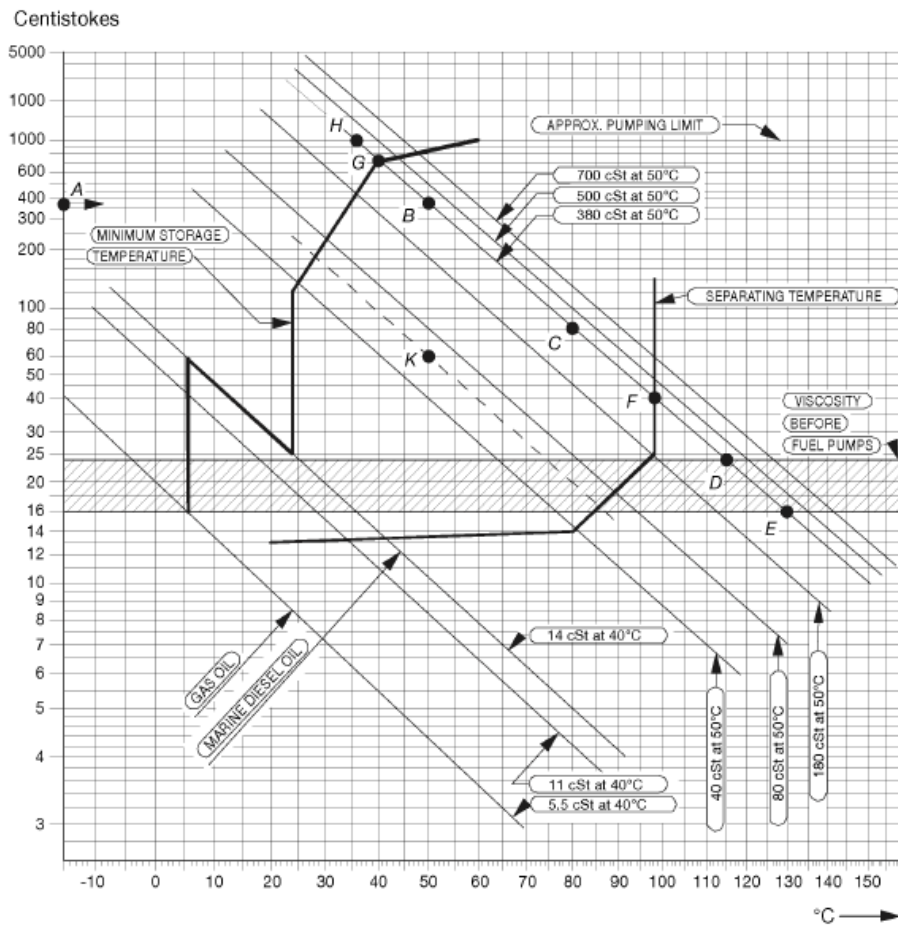 Centistokes
5000
1000
1000
600
400
300
200
100
80
60
50
40
30
25
20
16
14
12
10
9
8
7
6
5
4
3
A
H
G
B
C
K
F
D
E
APPROX. PUMPING LIMIT
700 cSt at 50°C
500 cSt at 50°C
380 cSt at 50°C
MINIMUM STORAGE
TEMPERATURE
SEPARATING TEMPERATURE
VISCOSITY
BEFORE
FUEL PUMPS
GAS OIL
MARINE DIESEL OIL
14 cSt at 40°C
11 cSt at 40°C
5.5 cSt at 40°C
40 cSt at 50°C
80 cSt at 50°C
180 cSt at 50°C
-10 0 10 20 30 40 50 60 70 80 90 100 110 120 130 140 150
°C